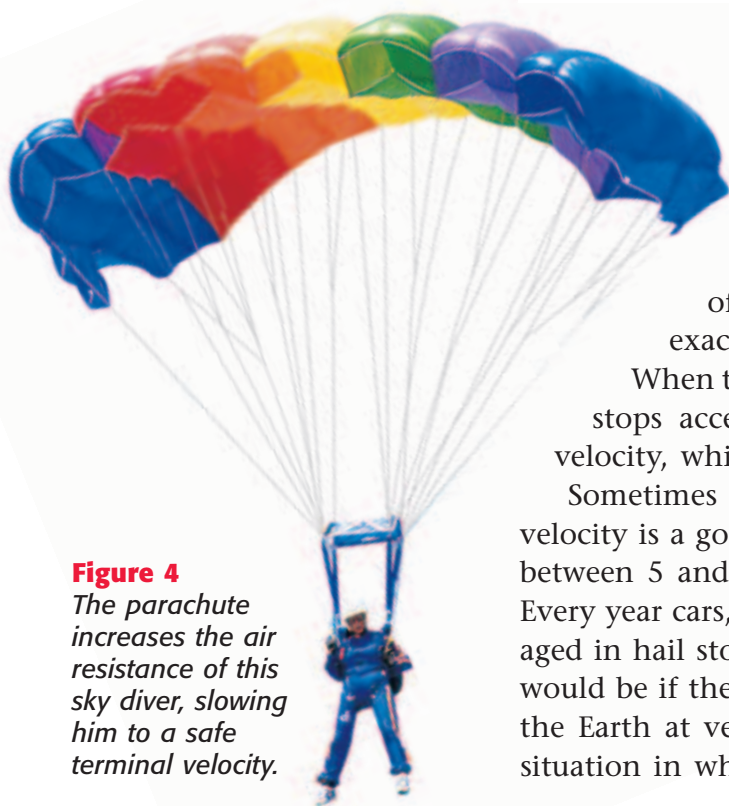 of
exac
When t
stops acce
velocity, whi
Sometimes
velocity is a go
between 5 and
Every year cars,
aged in hail sto
would be if the
the Earth at ve
situation in wh
Figure 4
The parachute
increases the air
resistance of this
sky diver, slowing
him to a safe
terminal velocity.